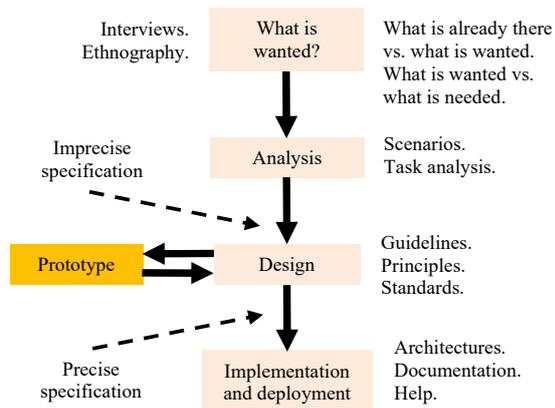 Interviews.
Ethnography.
What is
wanted?
What is already there
vs. what is wanted.
What is wanted vs.
what is needed.
Imprecise
specification
Analysis
Scenarios.
Task analysis.
Prototype
Design
Guidelines.
Principles.
Standards.
Precise
specification
Implementation
and deployment
Architectures.
Documentation.
Help.